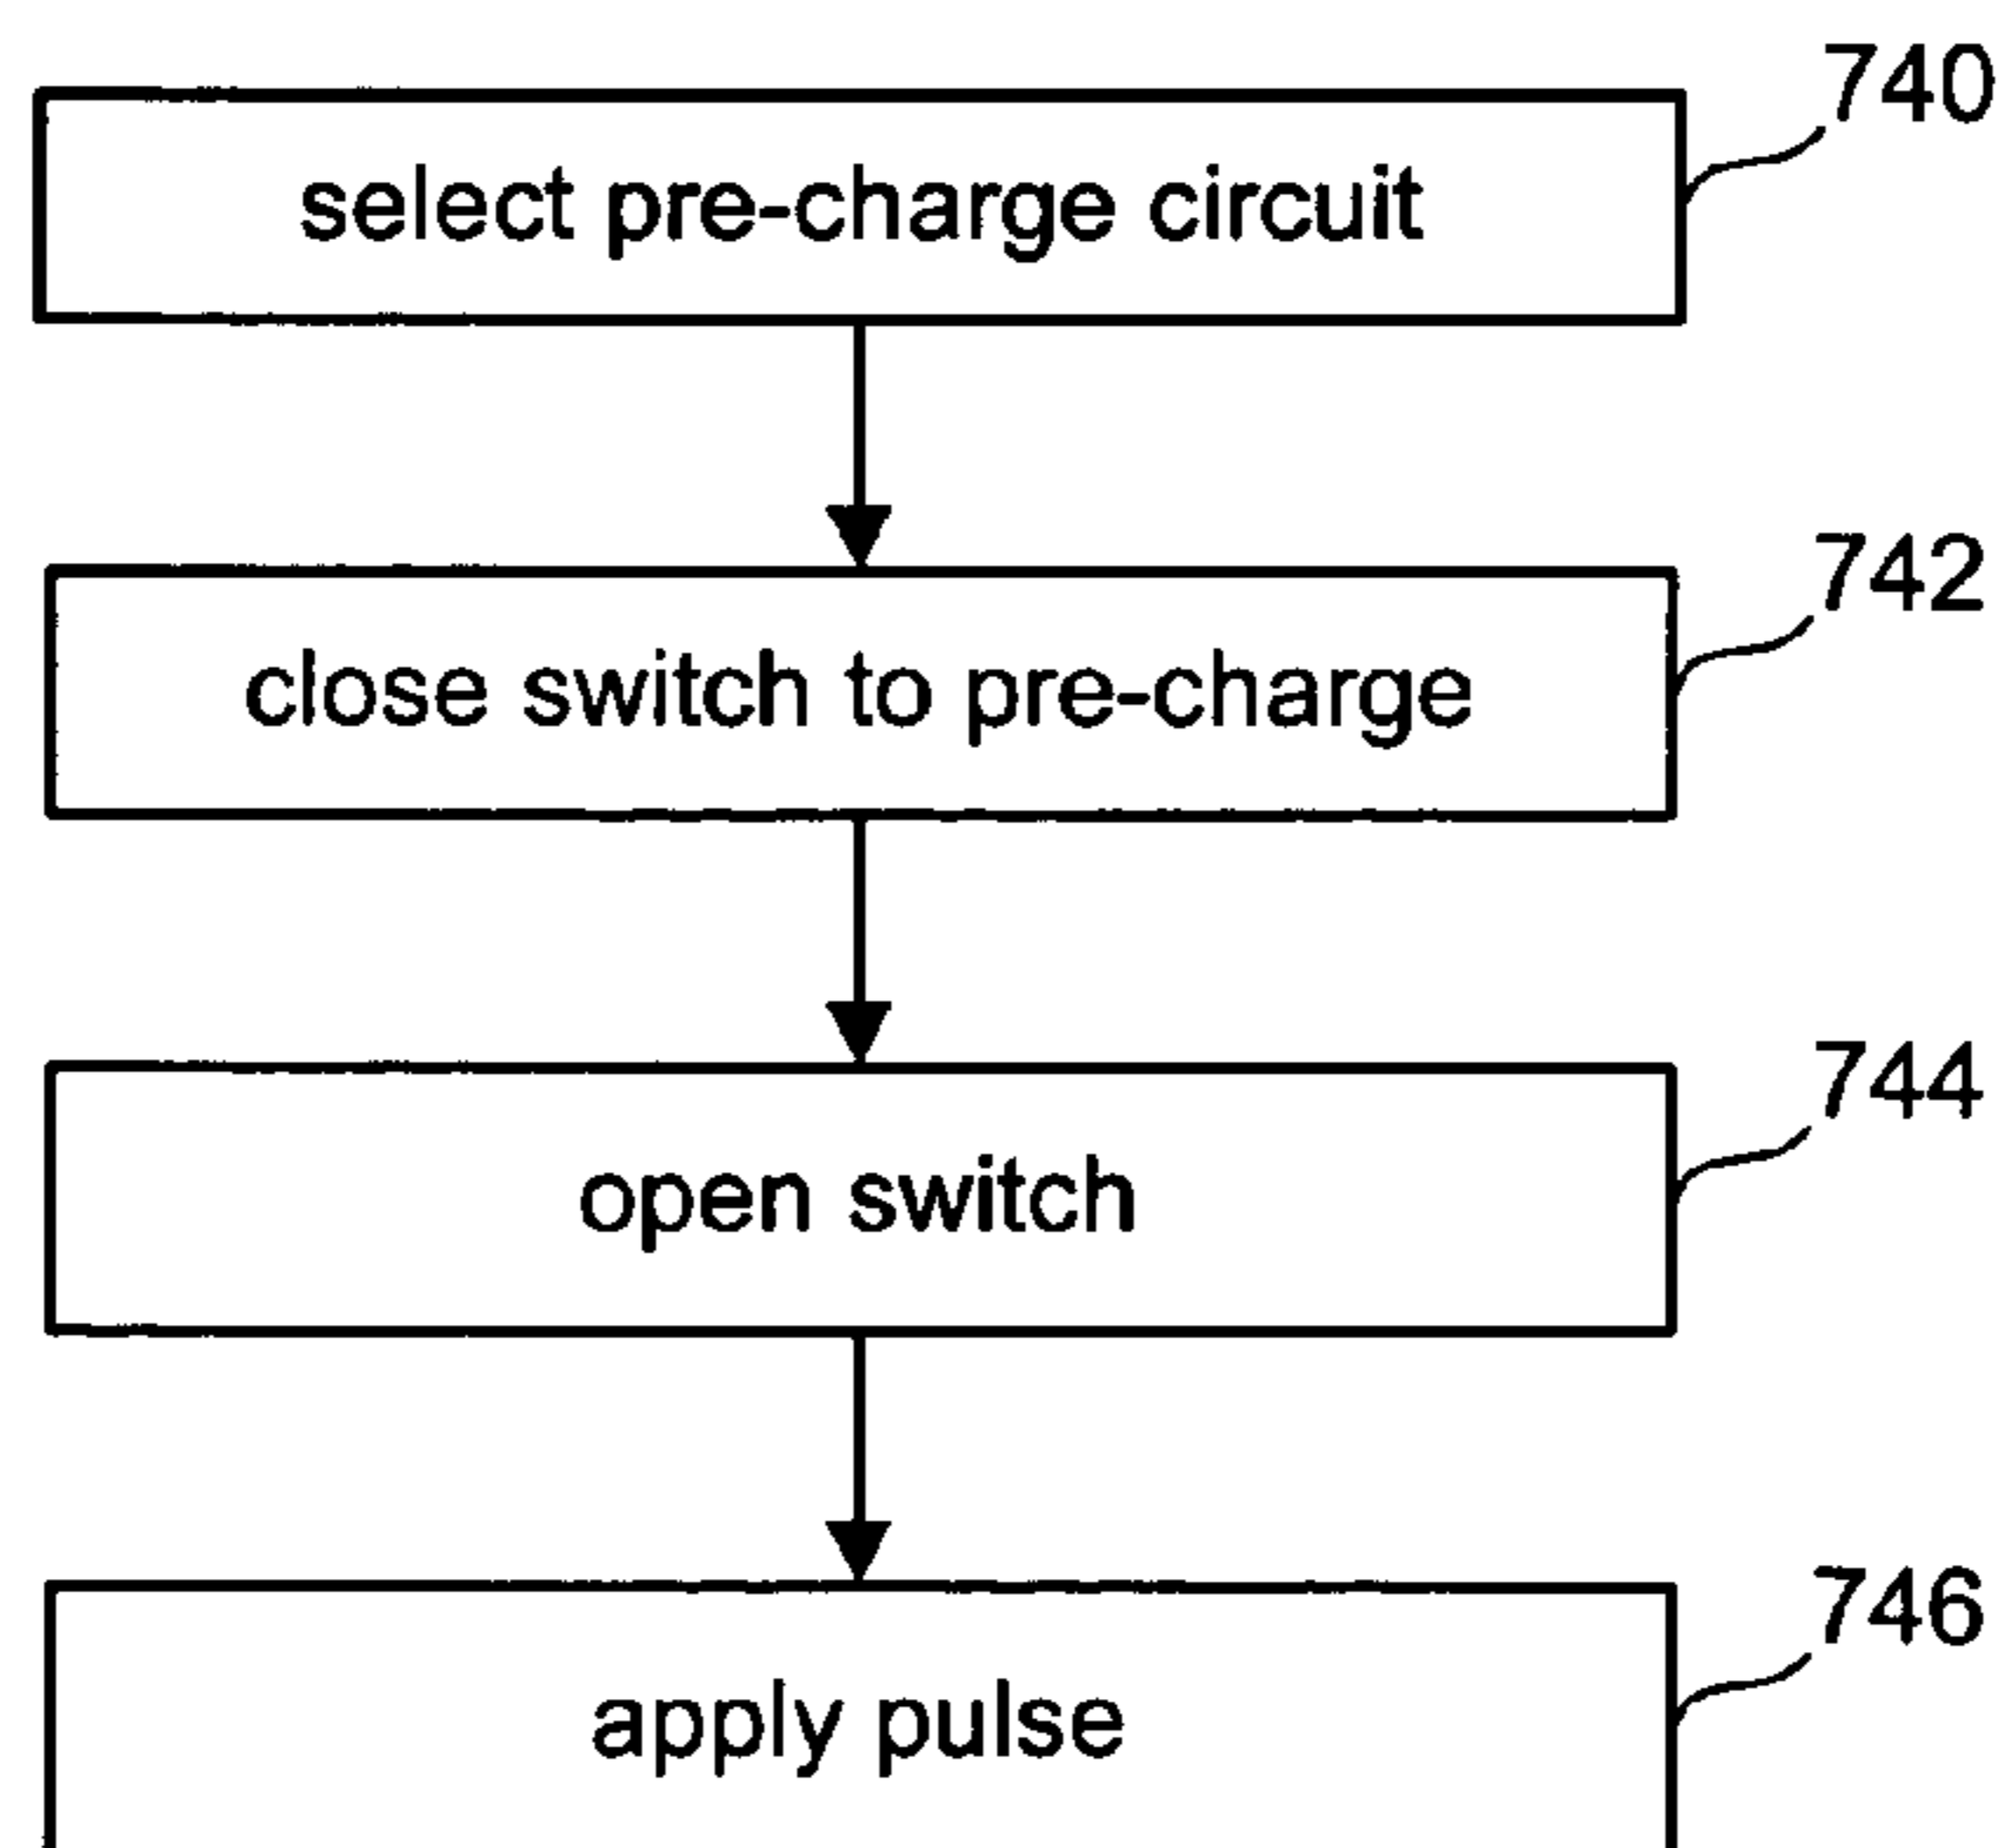 740
select pre-charge circuit
742
close switch to pre-charge
744
open switch
746
apply pulse